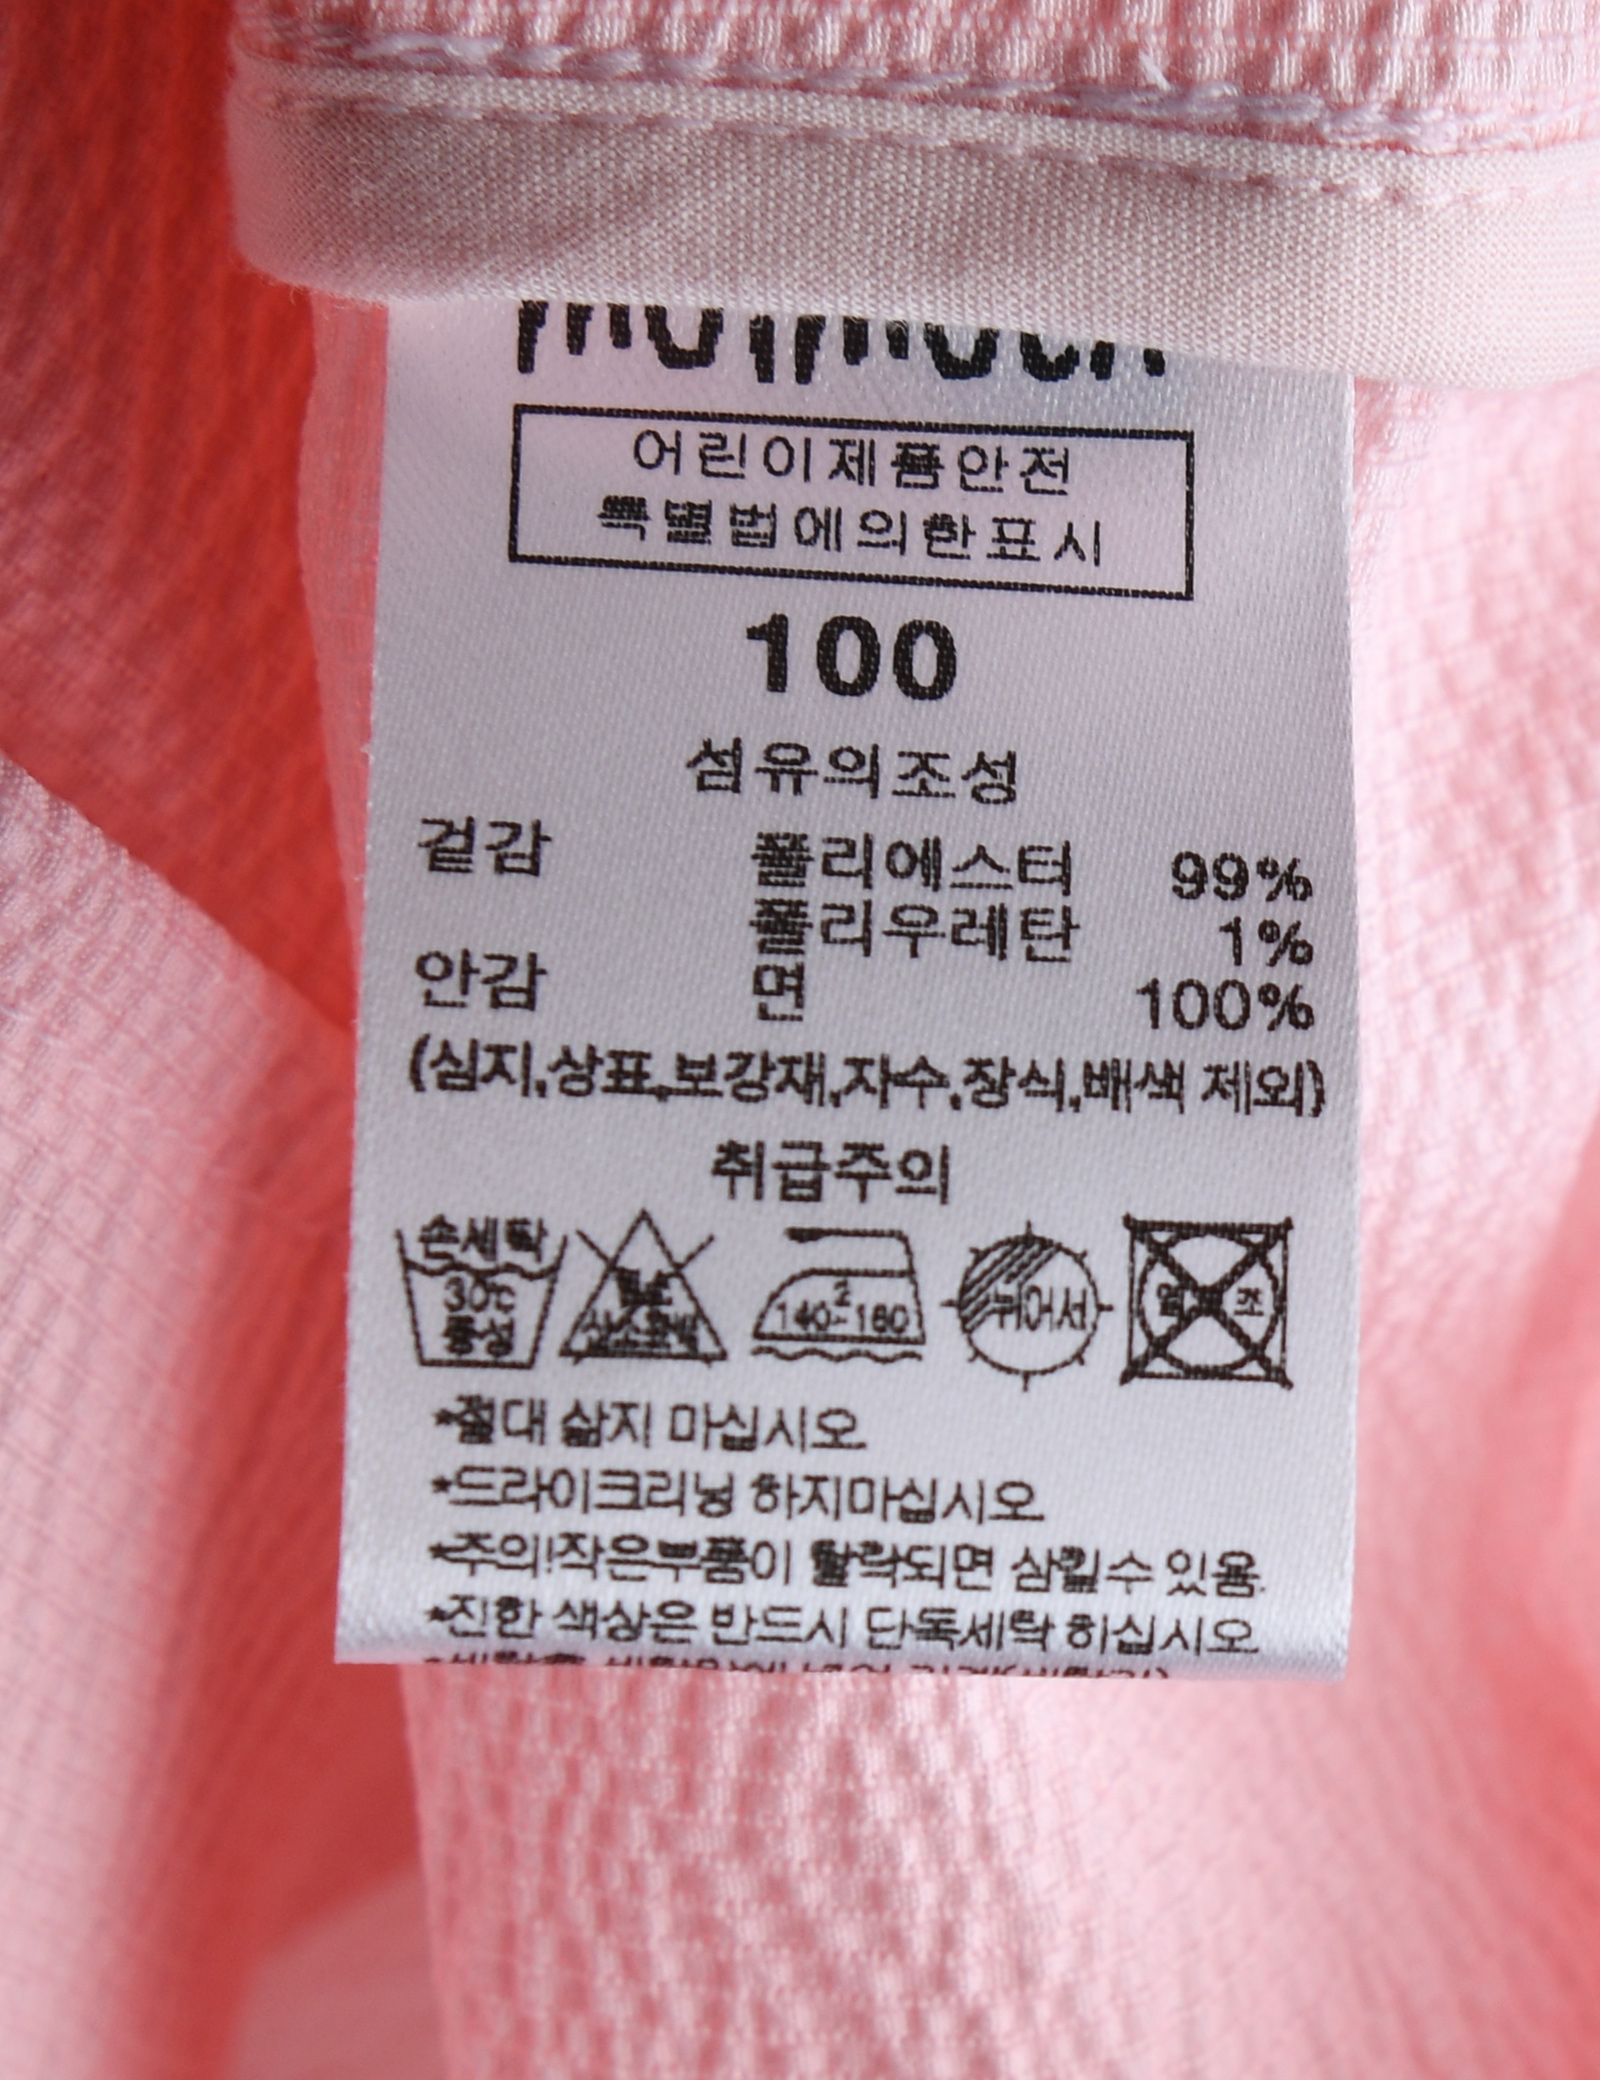 어린이제품안전
특별법에의한표시
100
섬유의조성
겉감 폴리에스터 99%
폴리우레탄 1%
안감 면 100%
(심지,상표,보강재,자수,장식,배색 제외)
취급주의
손세탁
30℃
중성
산소표백
2
140-160
뉘어서
*절대 삶지 마십시오
*드라이크리닝 하지마십시오
*주의!작은부품이 탈락되면 삼킬수 있음.
*진한 색상은 반드시 단독세탁 하십시오